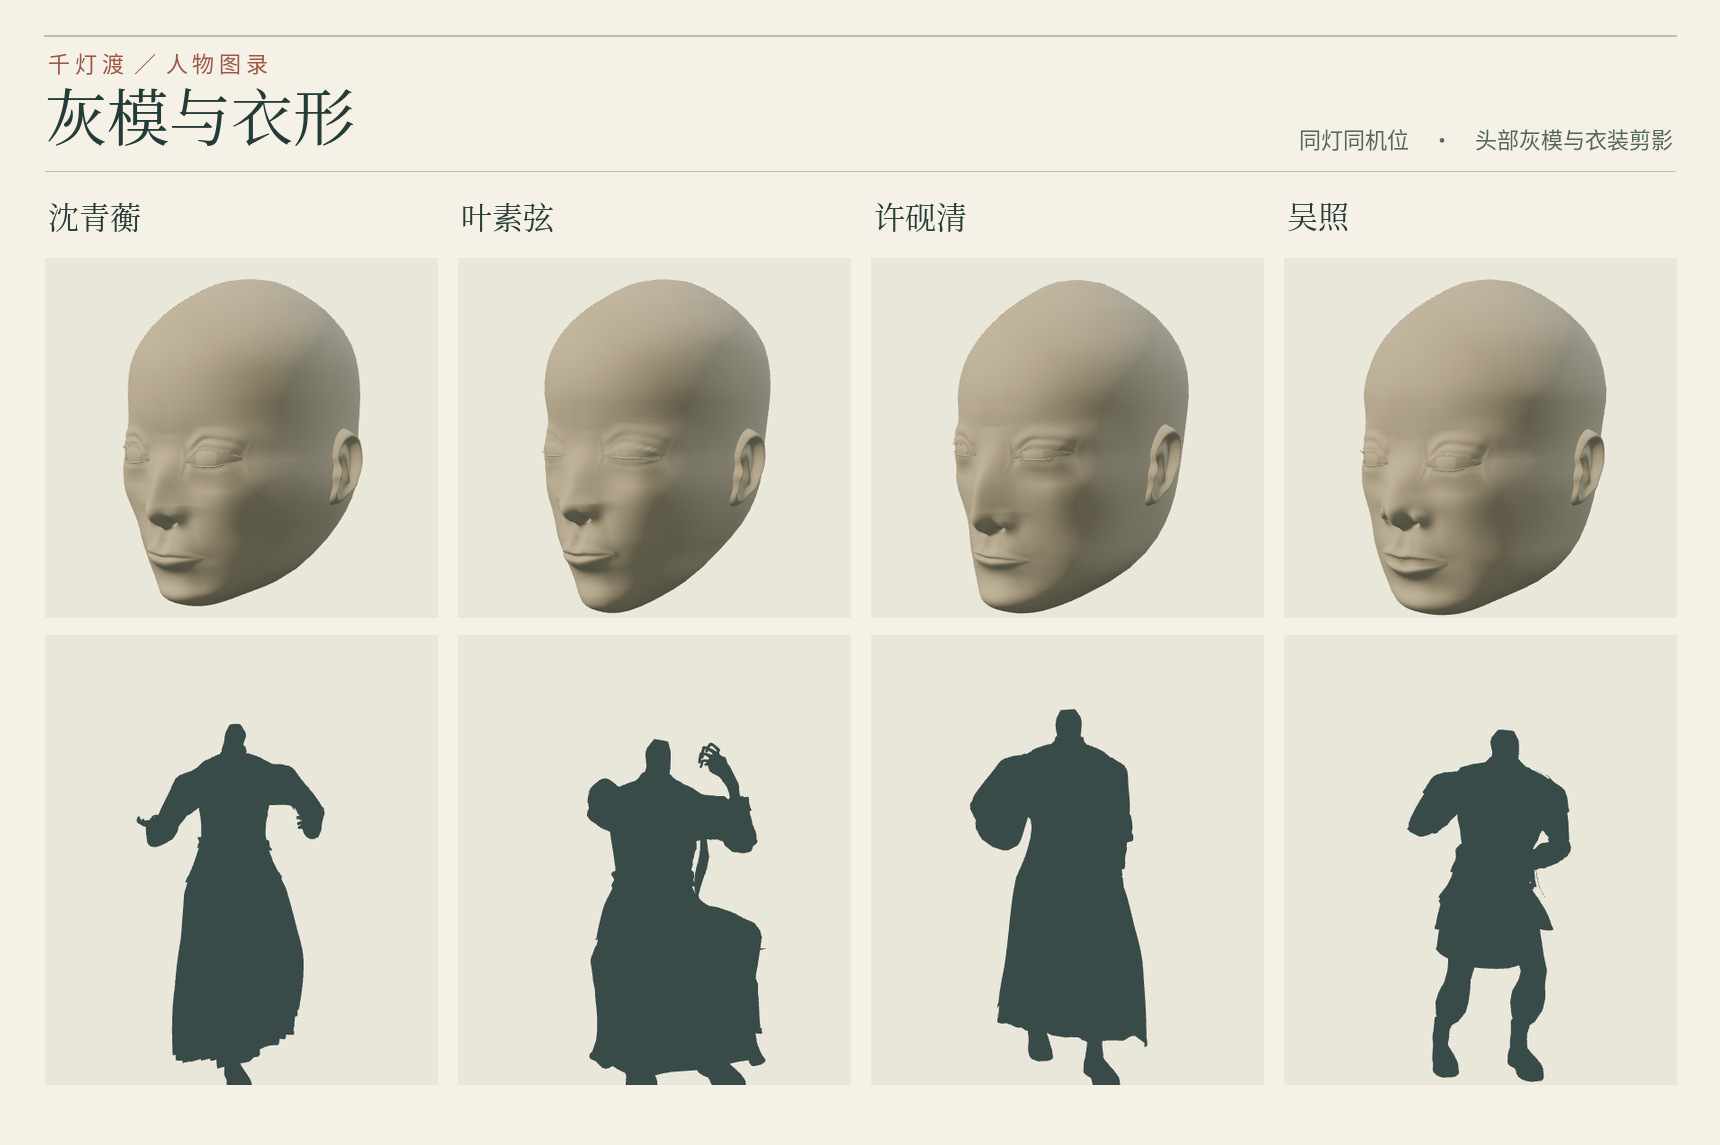 千灯渡／人物图录
灰模与衣形
同灯同机位 • 头部灰模与衣装剪影
沈青蘅
叶素弦
许砚清
吴照